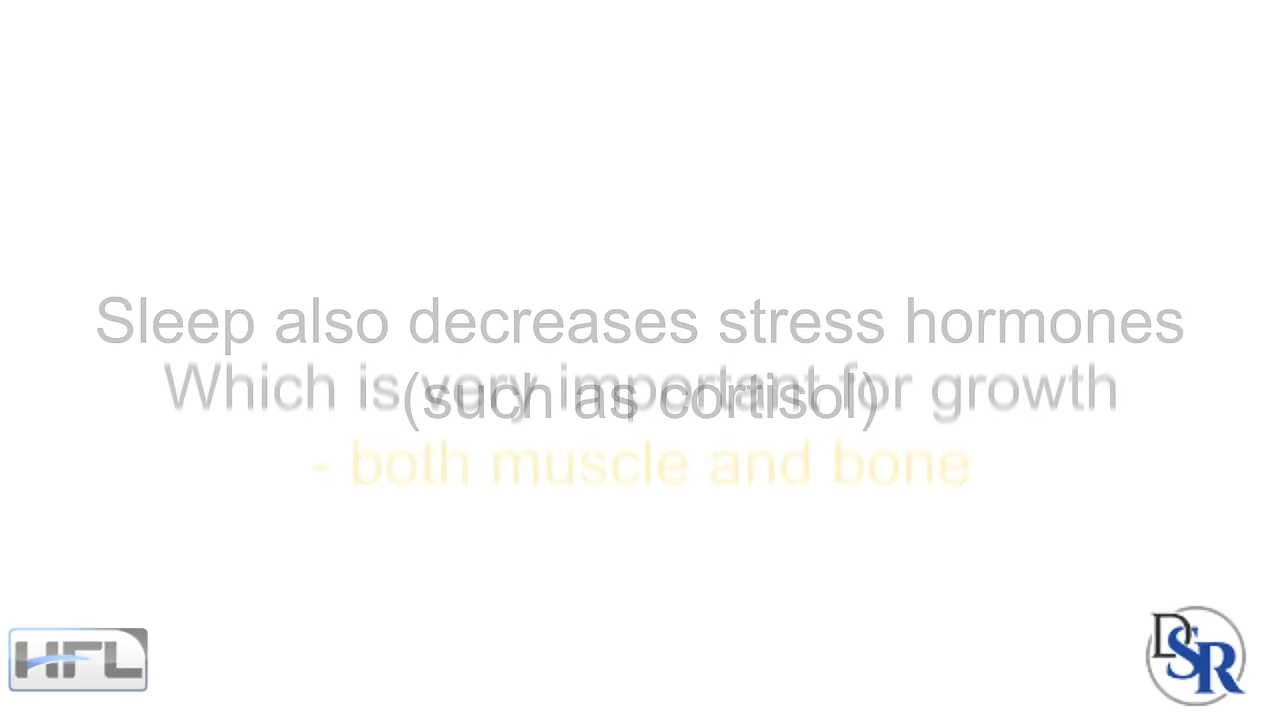 Sleep also decreases stress hormones
(such as cortisol)
Which is very important for growth
- both muscle and bone
HFL
DSR